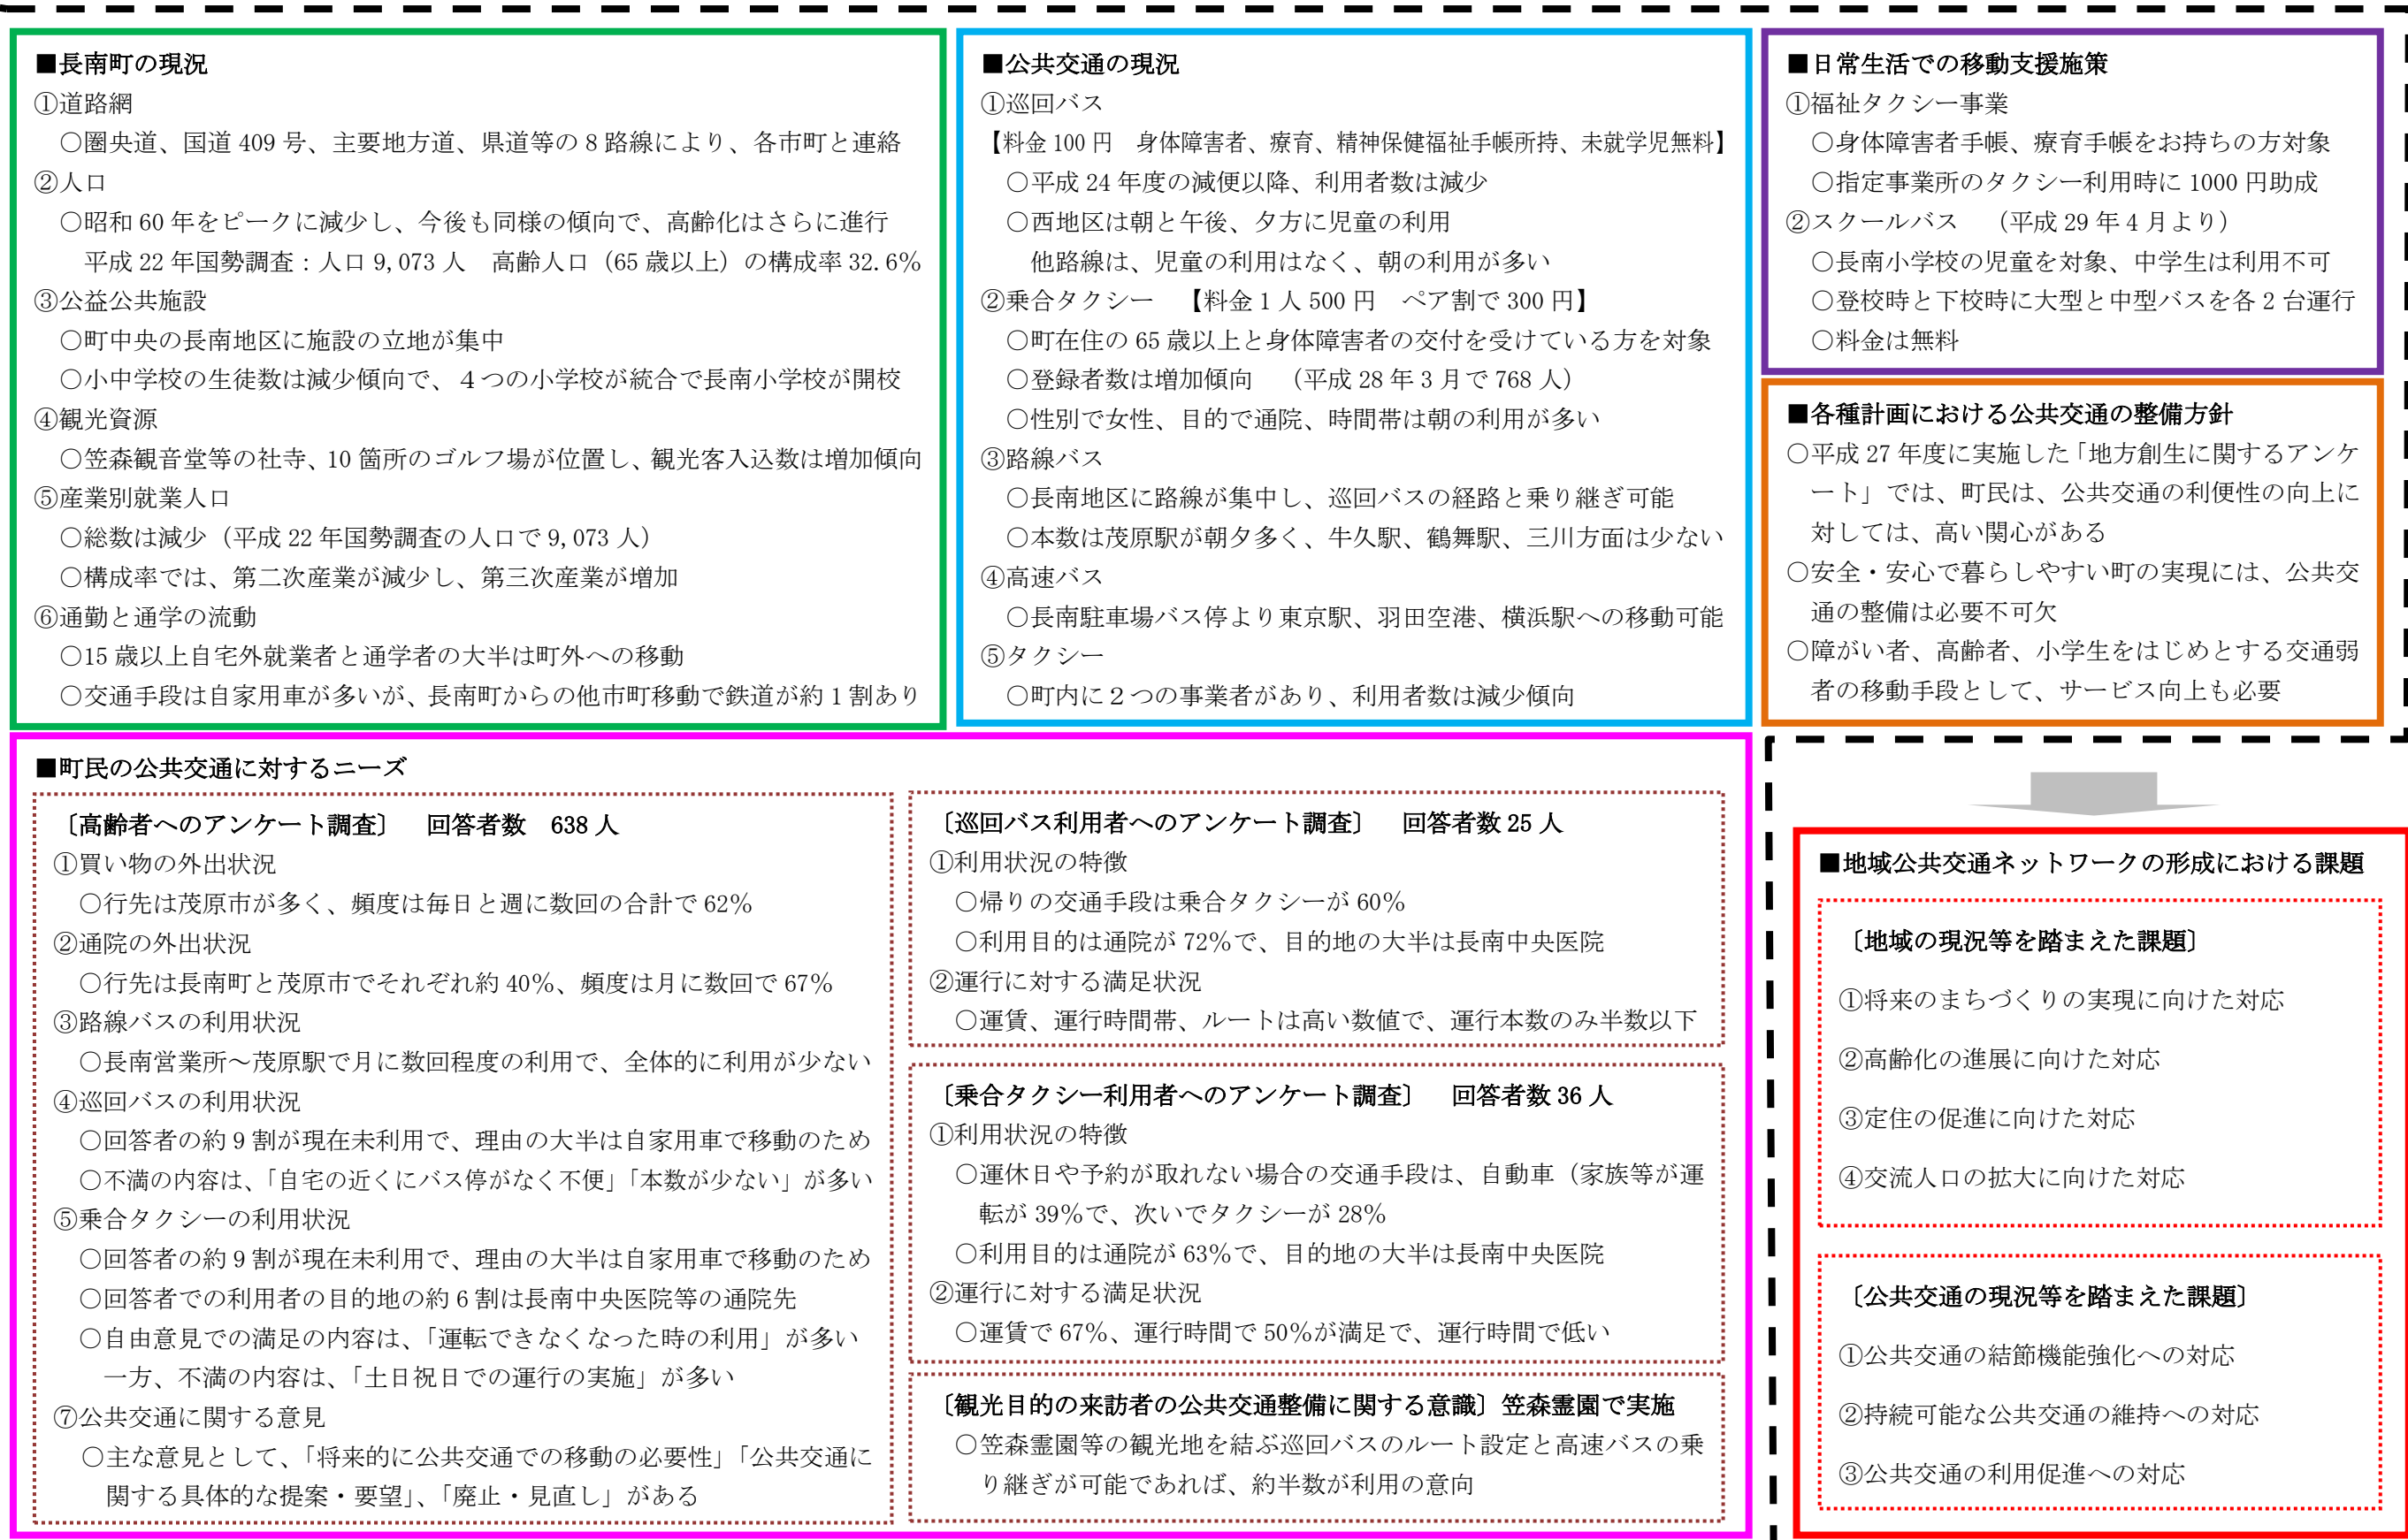 ■長南町の現況
①道路網
○圏央道、国道 409 号、主要地方道、県道等の 8 路線により、各市町と連絡
②人口
○昭和 60 年をピークに減少し、今後も同様の傾向で、高齢化はさらに進行
平成 22 年国勢調査：人口 9,073 人　高齢人口（65 歳以上）の構成率 32.6%
③公益公共施設
○町中央の長南地区に施設の立地が集中
○小中学校の生徒数は減少傾向で、４つの小学校が統合で長南小学校が開校
④観光資源
○笠森観音堂等の社寺、10 箇所のゴルフ場が位置し、観光客入込数は増加傾向
⑤産業別就業人口
○総数は減少（平成 22 年国勢調査の人口で 9,073 人）
○構成率では、第二次産業が減少し、第三次産業が増加
⑥通勤と通学の流動
○15 歳以上自宅外就業者と通学者の大半は町外への移動
○交通手段は自家用車が多いが、長南町からの他市町移動で鉄道が約 1 割あり
■公共交通の現況
①巡回バス
【料金 100 円　身体障害者、療育、精神保健福祉手帳所持、未就学児無料】
○平成 24 年度の減便以降、利用者数は減少
○西地区は朝と午後、夕方に児童の利用
他路線は、児童の利用はなく、朝の利用が多い
②乗合タクシー　【料金 1 人 500 円　ペア割で 300 円】
○町在住の 65 歳以上と身体障害者の交付を受けている方を対象
○登録者数は増加傾向　（平成 28 年 3 月で 768 人）
○性別で女性、目的で通院、時間帯は朝の利用が多い
③路線バス
○長南地区に路線が集中し、巡回バスの経路と乗り継ぎ可能
○本数は茂原駅が朝夕多く、牛久駅、鶴舞駅、三川方面は少ない
④高速バス
○長南駐車場バス停より東京駅、羽田空港、横浜駅への移動可能
⑤タクシー
○町内に２つの事業者があり、利用者数は減少傾向
■日常生活での移動支援施策
①福祉タクシー事業
○身体障害者手帳、療育手帳をお持ちの方対象
○指定事業所のタクシー利用時に 1000 円助成
②スクールバス　（平成 29 年 4 月より）
○長南小学校の児童を対象、中学生は利用不可
○登校時と下校時に大型と中型バスを各 2 台運行
○料金は無料
■各種計画における公共交通の整備方針
○平成 27 年度に実施した「地方創生に関するアンケ
ート」では、町民は、公共交通の利便性の向上に
対しては、高い関心がある
○安全・安心で暮らしやすい町の実現には、公共交
通の整備は必要不可欠
○障がい者、高齢者、小学生をはじめとする交通弱
者の移動手段として、サービス向上も必要
■町民の公共交通に対するニーズ
〔高齢者へのアンケート調査〕　回答者数　638 人
①買い物の外出状況
○行先は茂原市が多く、頻度は毎日と週に数回の合計で 62%
②通院の外出状況
○行先は長南町と茂原市でそれぞれ約 40%、頻度は月に数回で 67%
③路線バスの利用状況
○長南営業所～茂原駅で月に数回程度の利用で、全体的に利用が少ない
④巡回バスの利用状況
○回答者の約 9 割が現在未利用で、理由の大半は自家用車で移動のため
○不満の内容は、「自宅の近くにバス停がなく不便」「本数が少ない」が多い
⑤乗合タクシーの利用状況
○回答者の約 9 割が現在未利用で、理由の大半は自家用車で移動のため
○回答者での利用者の目的地の約 6 割は長南中央医院等の通院先
○自由意見での満足の内容は、「運転できなくなった時の利用」が多い
一方、不満の内容は、「土日祝日での運行の実施」が多い
⑦公共交通に関する意見
○主な意見として、「将来的に公共交通での移動の必要性」「公共交通に
関する具体的な提案・要望」、「廃止・見直し」がある
〔巡回バス利用者へのアンケート調査〕　回答者数 25 人
①利用状況の特徴
○帰りの交通手段は乗合タクシーが 60%
○利用目的は通院が 72%で、目的地の大半は長南中央医院
②運行に対する満足状況
○運賃、運行時間帯、ルートは高い数値で、運行本数のみ半数以下
〔乗合タクシー利用者へのアンケート調査〕　回答者数 36 人
①利用状況の特徴
○運休日や予約が取れない場合の交通手段は、自動車（家族等が運
転が 39%で、次いでタクシーが 28%
○利用目的は通院が 63%で、目的地の大半は長南中央医院
②運行に対する満足状況
○運賃で 67%、運行時間で 50%が満足で、運行時間で低い
〔観光目的の来訪者の公共交通整備に関する意識〕笠森霊園で実施
○笠森霊園等の観光地を結ぶ巡回バスのルート設定と高速バスの乗
り継ぎが可能であれば、約半数が利用の意向
■地域公共交通ネットワークの形成における課題
〔地域の現況等を踏まえた課題〕
①将来のまちづくりの実現に向けた対応
②高齢化の進展に向けた対応
③定住の促進に向けた対応
④交流人口の拡大に向けた対応
〔公共交通の現況等を踏まえた課題〕
①公共交通の結節機能強化への対応
②持続可能な公共交通の維持への対応
③公共交通の利用促進への対応